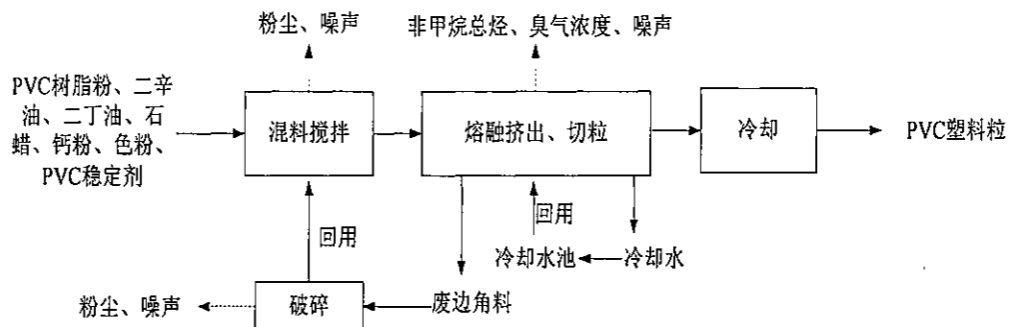 粉尘、噪声
非甲烷总烃、臭气浓度、噪声
PVC树脂粉、二辛
油、二丁油、石
蜡、钙粉、色粉、
PVC稳定剂
混料搅拌
熔融挤出、切粒
冷却
PVC塑料粒
回用
回用
冷却水池
冷却水
粉尘、噪声
破碎
废边角料